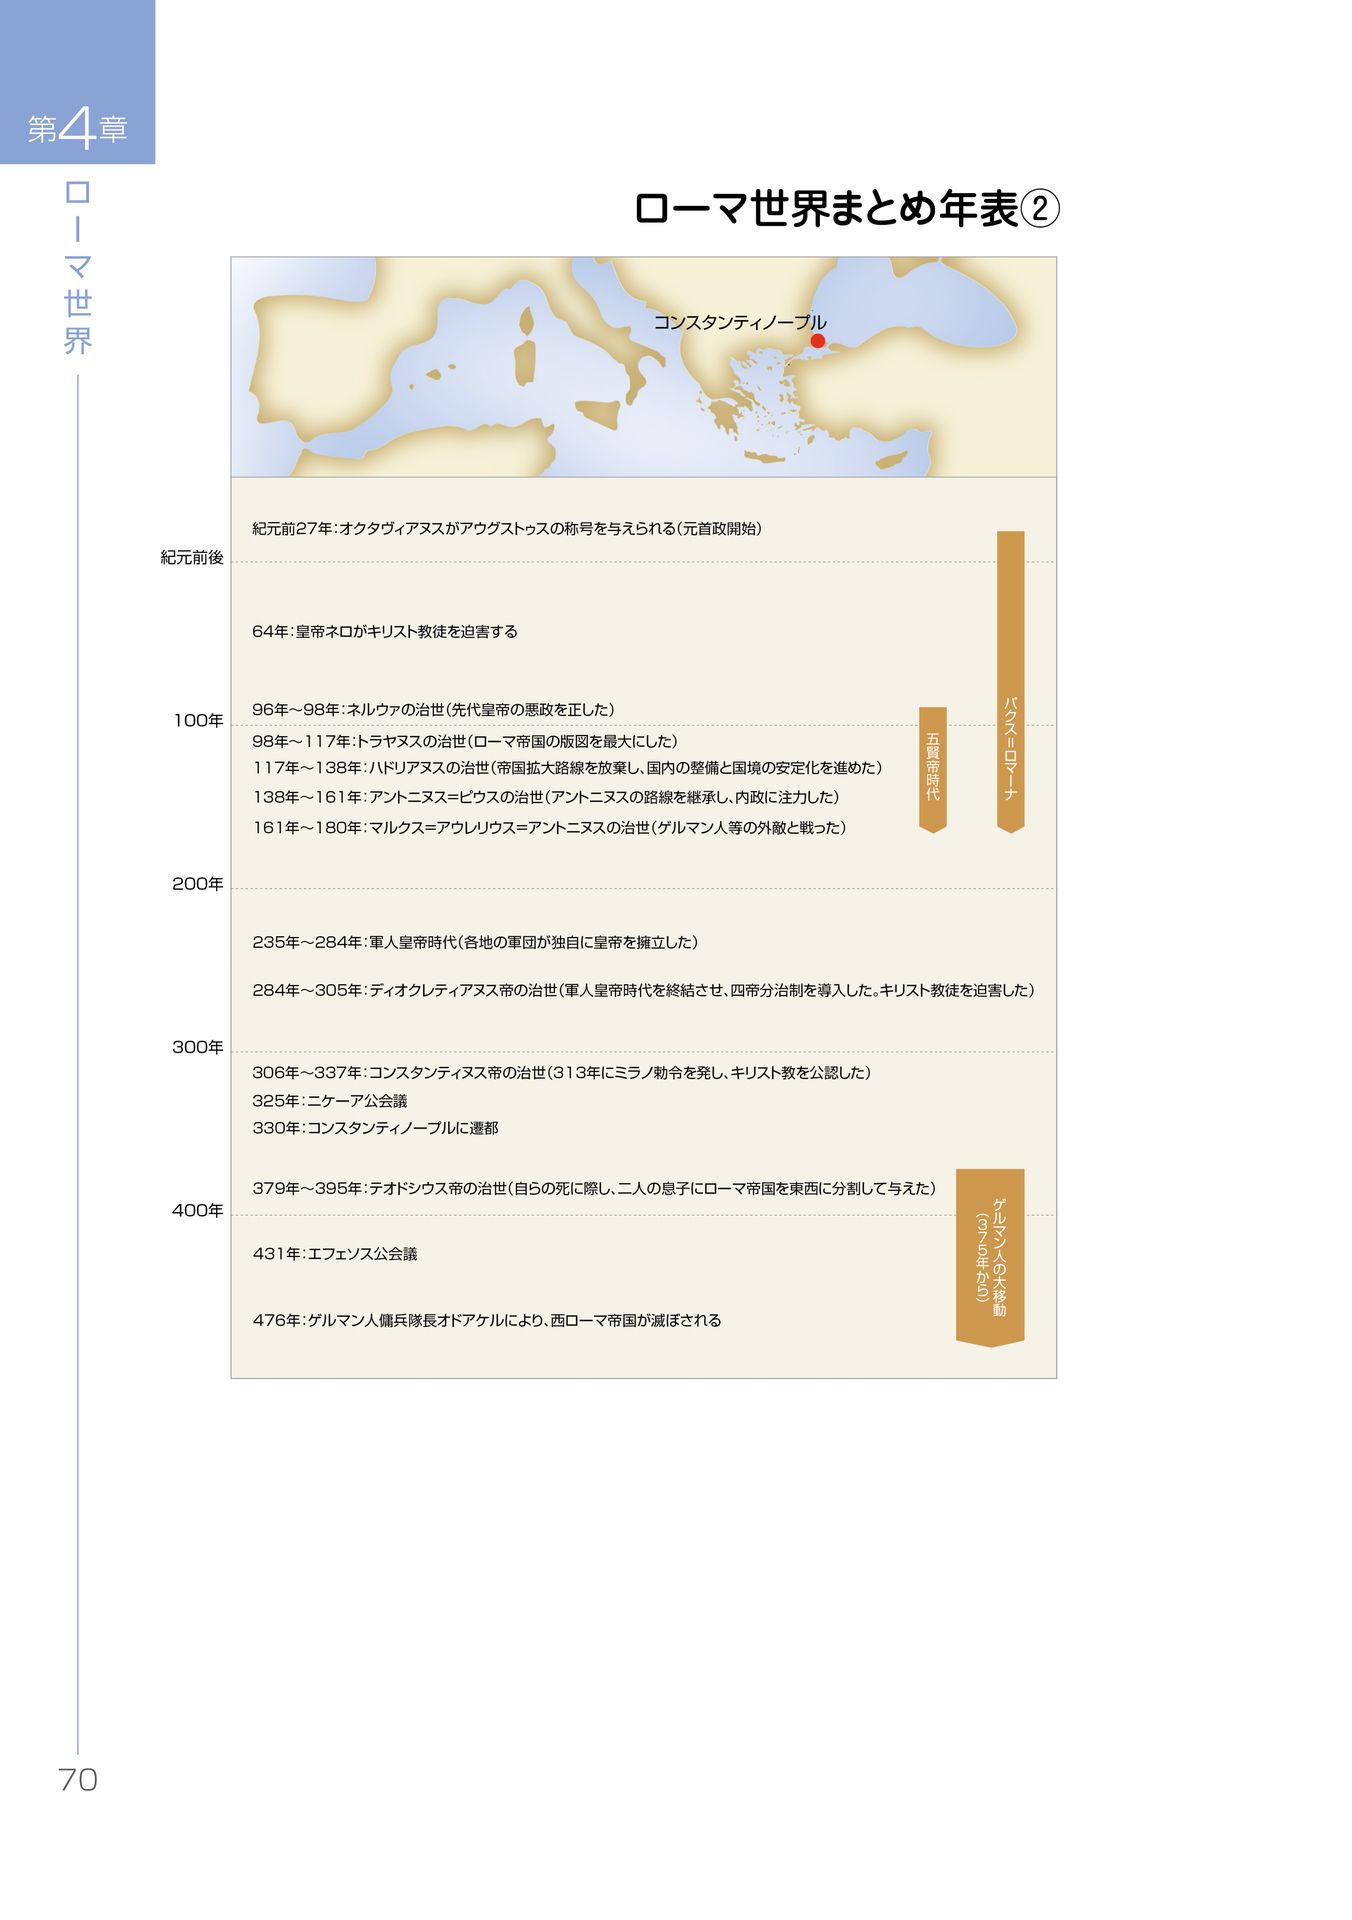 第4章
ローマ世界
ローマ世界まとめ年表②
コンスタンティノープル
紀元前27年：オクタヴィアヌスがアウグストゥスの称号を与えられる（元首政開始）
紀元前後
64年：皇帝ネロがキリスト教徒を迫害する
96年〜98年：ネルウァの治世（先代皇帝の悪政を正した）
100年
98年〜117年：トラヤヌスの治世（ローマ帝国の版図を最大にした）
117年〜138年：ハドリアヌスの治世（帝国拡大路線を放棄し、国内の整備と国境の安定化を進めた）
138年〜161年：アントニヌス＝ピウスの治世（アントニヌスの路線を継承し、内政に注力した）
161年〜180年：マルクス＝アウレリウス＝アントニヌスの治世（ゲルマン人等の外敵と戦った）
五賢帝時代
パクス＝ロマーナ
200年
235年〜284年：軍人皇帝時代（各地の軍団が独自に皇帝を擁立した）
284年〜305年：ディオクレティアヌス帝の治世（軍人皇帝時代を終結させ、四帝分治制を導入した。キリスト教徒を迫害した）
300年
306年〜337年：コンスタンティヌス帝の治世（313年にミラノ勅令を発し、キリスト教を公認した）
325年：ニケーア公会議
330年：コンスタンティノープルに遷都
379年〜395年：テオドシウス帝の治世（自らの死に際し、二人の息子にローマ帝国を東西に分割して与えた）
400年
431年：エフェソス公会議
476年：ゲルマン人傭兵隊長オドアケルにより、西ローマ帝国が滅ぼされる
ゲルマン人の大移動
（375年から）
70